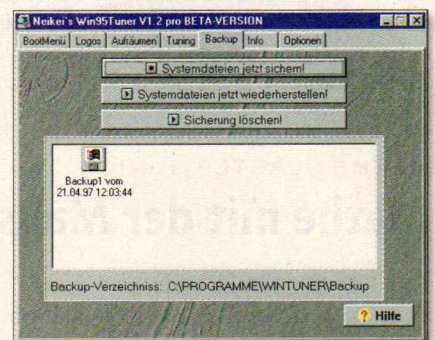 Neikei's Win95Tuner V1.2 pro BETA-VERSION
BootMenü Logos Aufräumen Tuning Backup Info Optionen
Systemdateien jetzt sichern!
Systemdateien jetzt wiederherstellen!
Sicherung löschen!
Backup1 vom
21.04.97 12:03:44
Backup-Verzeichniss: C:\PROGRAMME\WINTUNER\Backup
? Hilfe